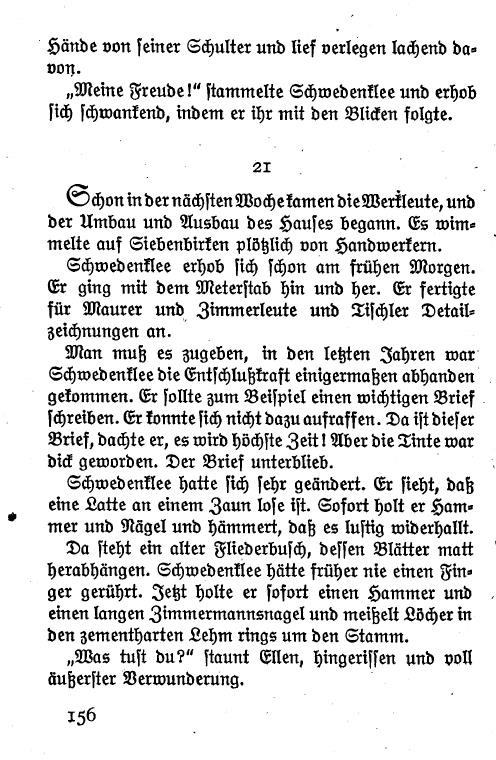 Hände von seiner Schulter und lief verlegen lachend da-
von.
„Meine Freude!“ stammelte Schwedenklee und erhob
sich schwankend, indem er ihr mit den Blicken folgte.
21
Schon in der nächsten Woche kamen die Werkleute, und
der Umbau und Ausbau des Hauses begann. Es wim-
melte auf Siebenbirken plötzlich von Handwerkern.
Schwedenklee erhob sich schon am frühen Morgen.
Er ging mit dem Meterstab hin und her. Er fertigte
für Maurer und Zimmerleute und Tischler Detail-
zeichnungen an.
Man muß es zugeben, in den letzten Jahren war
Schwedenklee die Entschlußkraft einigermaßen abhanden
gekommen. Er sollte zum Beispiel einen wichtigen Brief
schreiben. Er konnte sich nicht dazu aufraffen. Da ist dieser
Brief, dachte er, es wird höchste Zeit! Aber die Tinte war
dick geworden. Der Brief unterblieb.
Schwedenklee hatte sich sehr geändert. Er sieht, daß
eine Latte an einem Zaun lose ist. Sofort holt er Ham-
mer und Nägel und hämmert, daß es lustig widerhallt.
Da steht ein alter Fliederbusch, dessen Blätter matt
herabhängen. Schwedenklee hätte früher nie einen Fin-
ger gerührt. Jetzt holte er sofort einen Hammer und
einen langen Zimmermannsnagel und meißelt Löcher in
den zementharten Lehm rings um den Stamm.
„Was tust du?“ staunt Ellen, hingerissen und voll
äußerster Verwunderung.
156